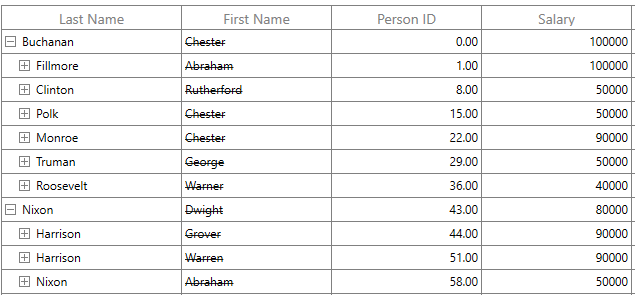 Last Name First Name Person ID Salary
Buchanan Chester 0.00 100000
Fillmore Abraham 1.00 100000
Clinton Rutherford 8.00 50000
Polk Chester 15.00 50000
Monroe Chester 22.00 90000
Truman George 29.00 50000
Roosevelt Warner 36.00 40000
Nixon Dwight 43.00 80000
Harrison Grover 44.00 90000
Harrison Warren 51.00 90000
Nixon Abraham 58.00 50000